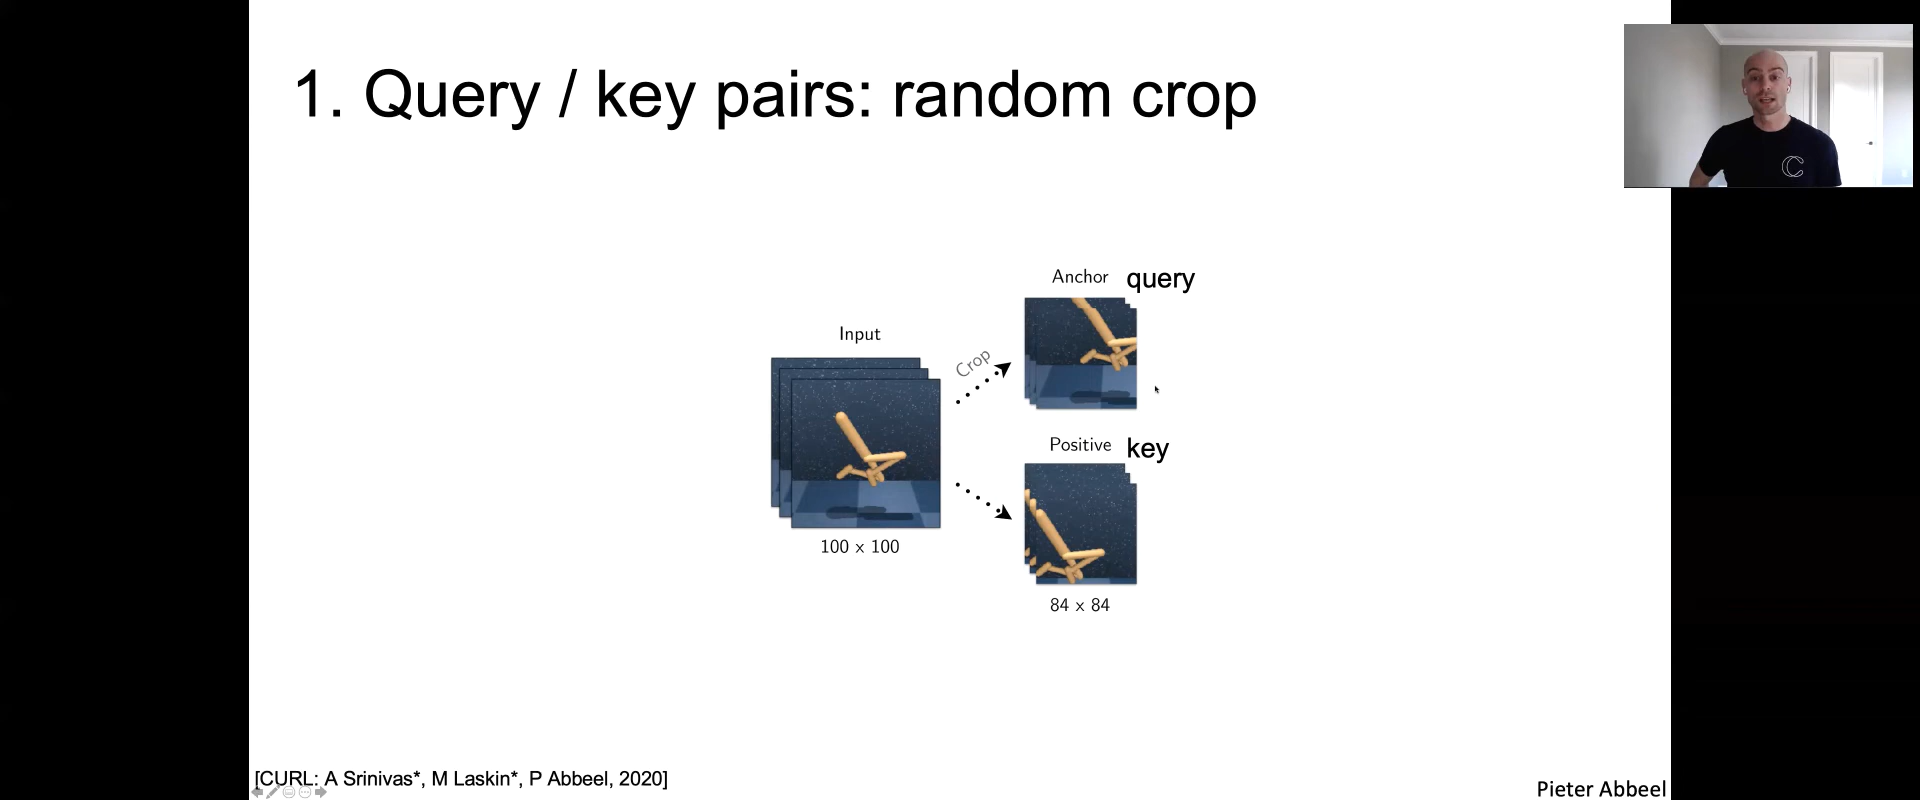 1. Query / key pairs: random crop
Anchor query
Input
Crop
Positive key
100 x 100
84 x 84
[CURL: A Srinivas*, M Laskin*, P Abbeel, 2020]
Pieter Abbeel